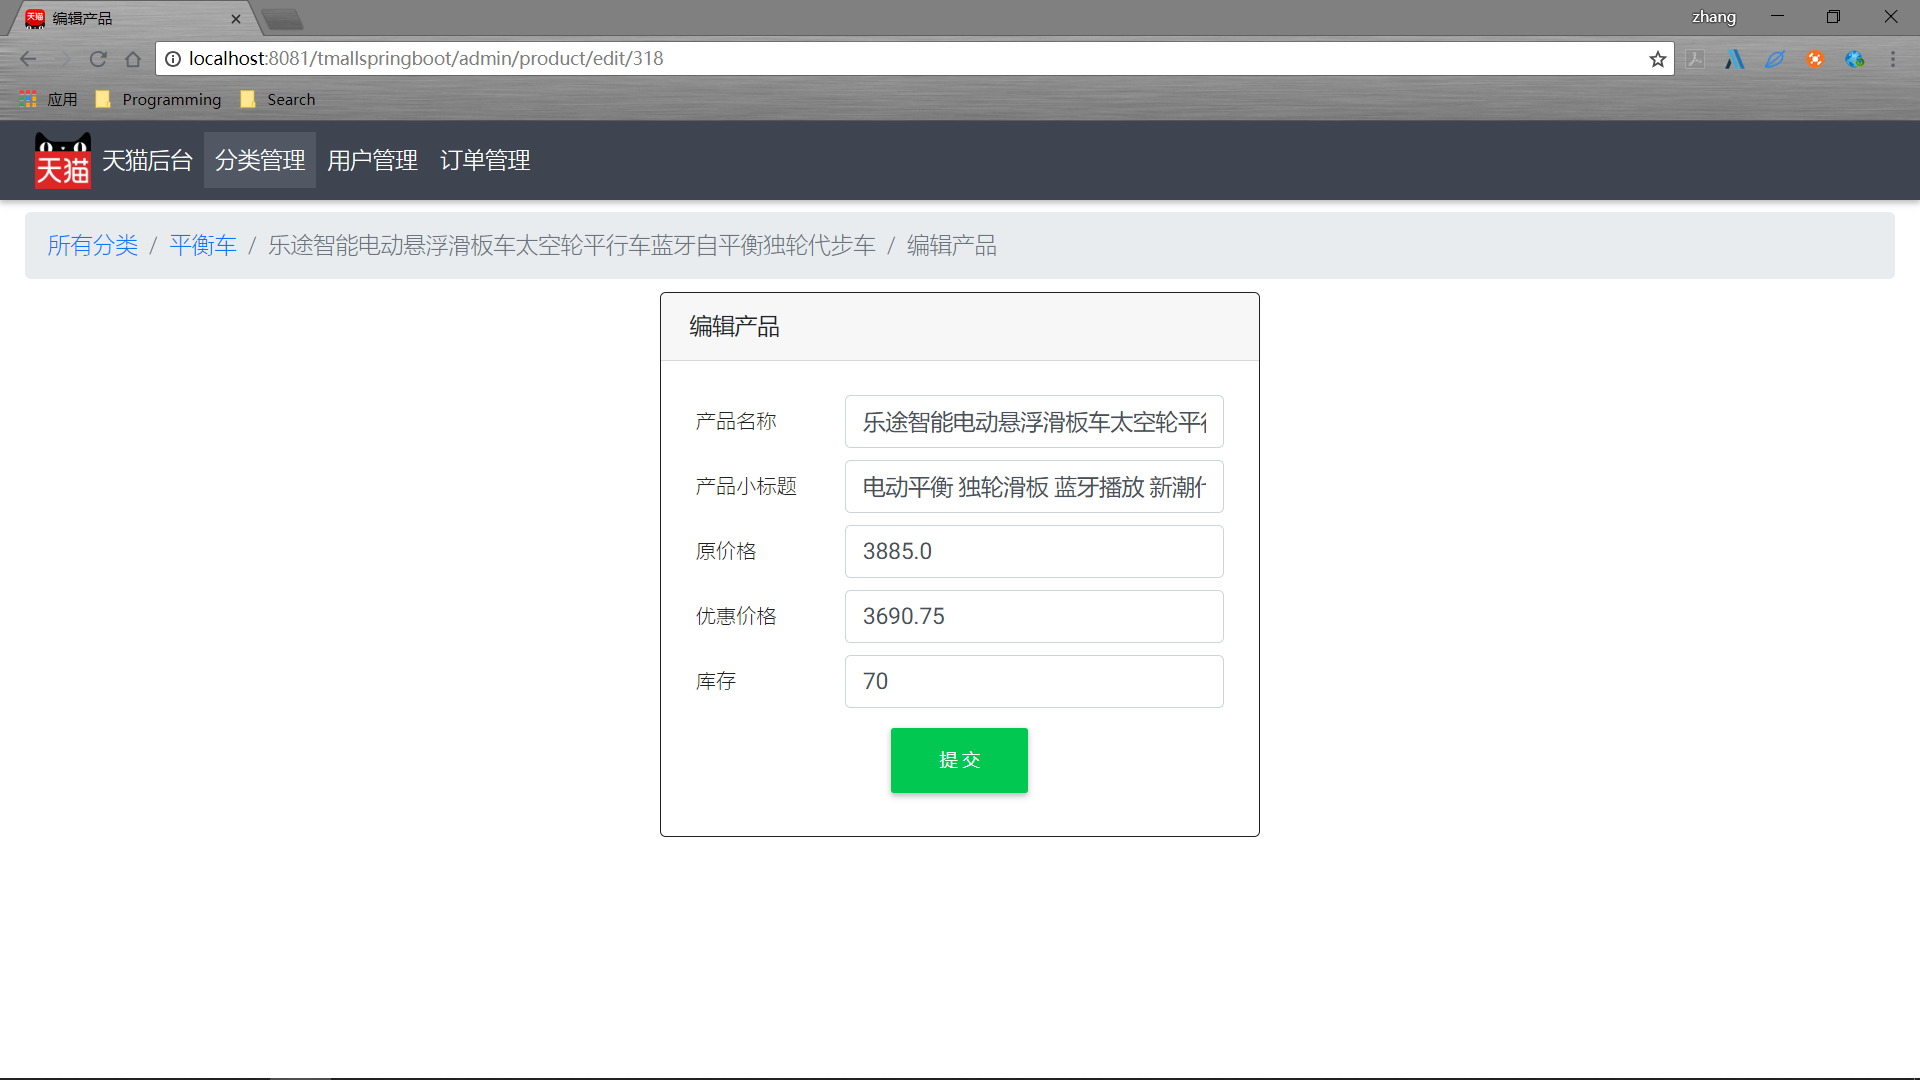 天猫 编辑产品
zhang
localhost:8081/tmallspringboot/admin/product/edit/318
应用 Programming Search
天猫 天猫后台 分类管理 用户管理 订单管理
所有分类 / 平衡车 / 乐途智能电动悬浮滑板车太空轮平行车蓝牙自平衡独轮代步车 / 编辑产品
编辑产品
产品名称 乐途智能电动悬浮滑板车太空轮平
产品小标题 电动平衡 独轮滑板 蓝牙播放 新潮
原价格 3885.0
优惠价格 3690.75
库存 70
提交